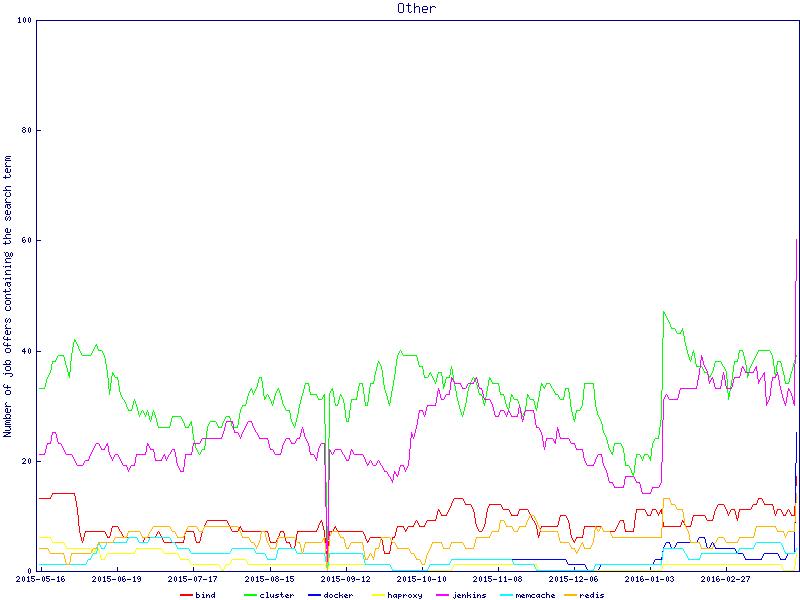 Other
Number of job offers containing the search term
100
80
60
40
20
0
2015-05-16 2015-06-19 2015-07-17 2015-08-15 2015-09-12 2015-10-10 2015-11-08 2015-12-06 2016-01-03 2016-02-27
bind cluster docker haproxy jenkins memcache redis